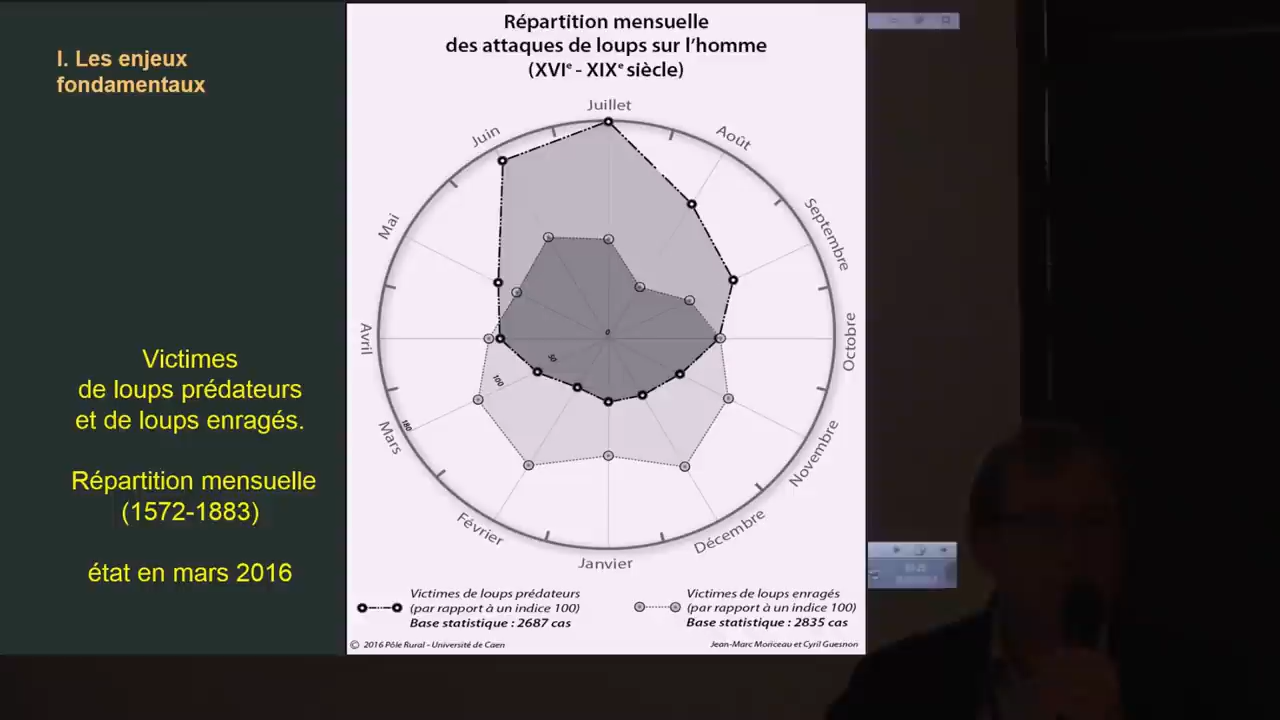 I. Les enjeux
fondamentaux
Victimes
de loups prédateurs
et de loups enragés.
Répartition mensuelle
(1572-1883)
état en mars 2016
Répartition mensuelle
des attaques de loups sur l'homme
(XVIe - XIXe siècle)
Juillet
Juin
Août
Mai
Septembre
Avril
Octobre
Mars
Novembre
Février
Décembre
Janvier
0
50
100
180
Victimes de loups prédateurs
(par rapport à un indice 100)
Base statistique : 2687 cas
Victimes de loups enragés
(par rapport à un indice 100)
Base statistique : 2835 cas
© 2016 Pôle Rural - Université de Caen
Jean-Marc Moriceau et Cyril Guesnon